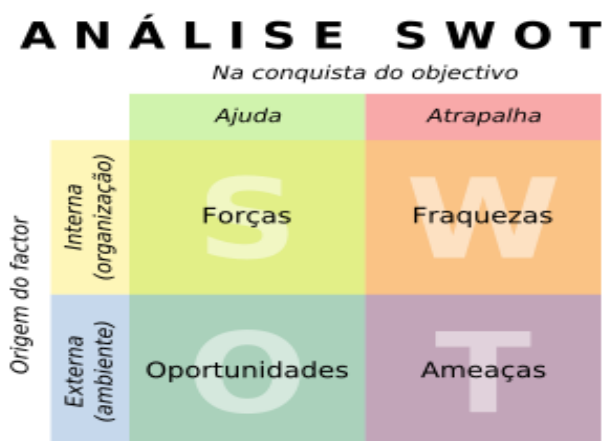 ANÁLISE SWOT
Na conquista do objectivo
Ajuda
Atrapalha
Origem do factor
Interna
(organização)
S
Forças
W
Fraquezas
Externa
(ambiente)
O
Oportunidades
T
Ameaças